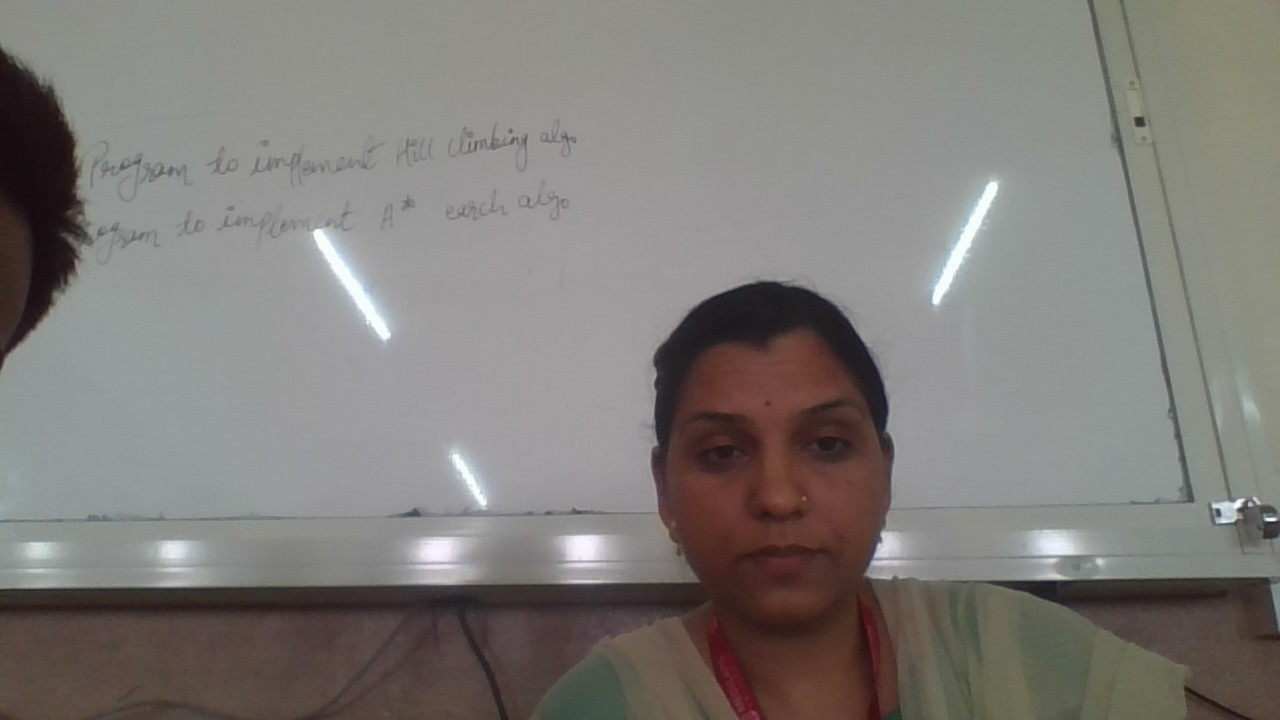 Program to implement Hill climbing algo
ogram to implement A* earch algo